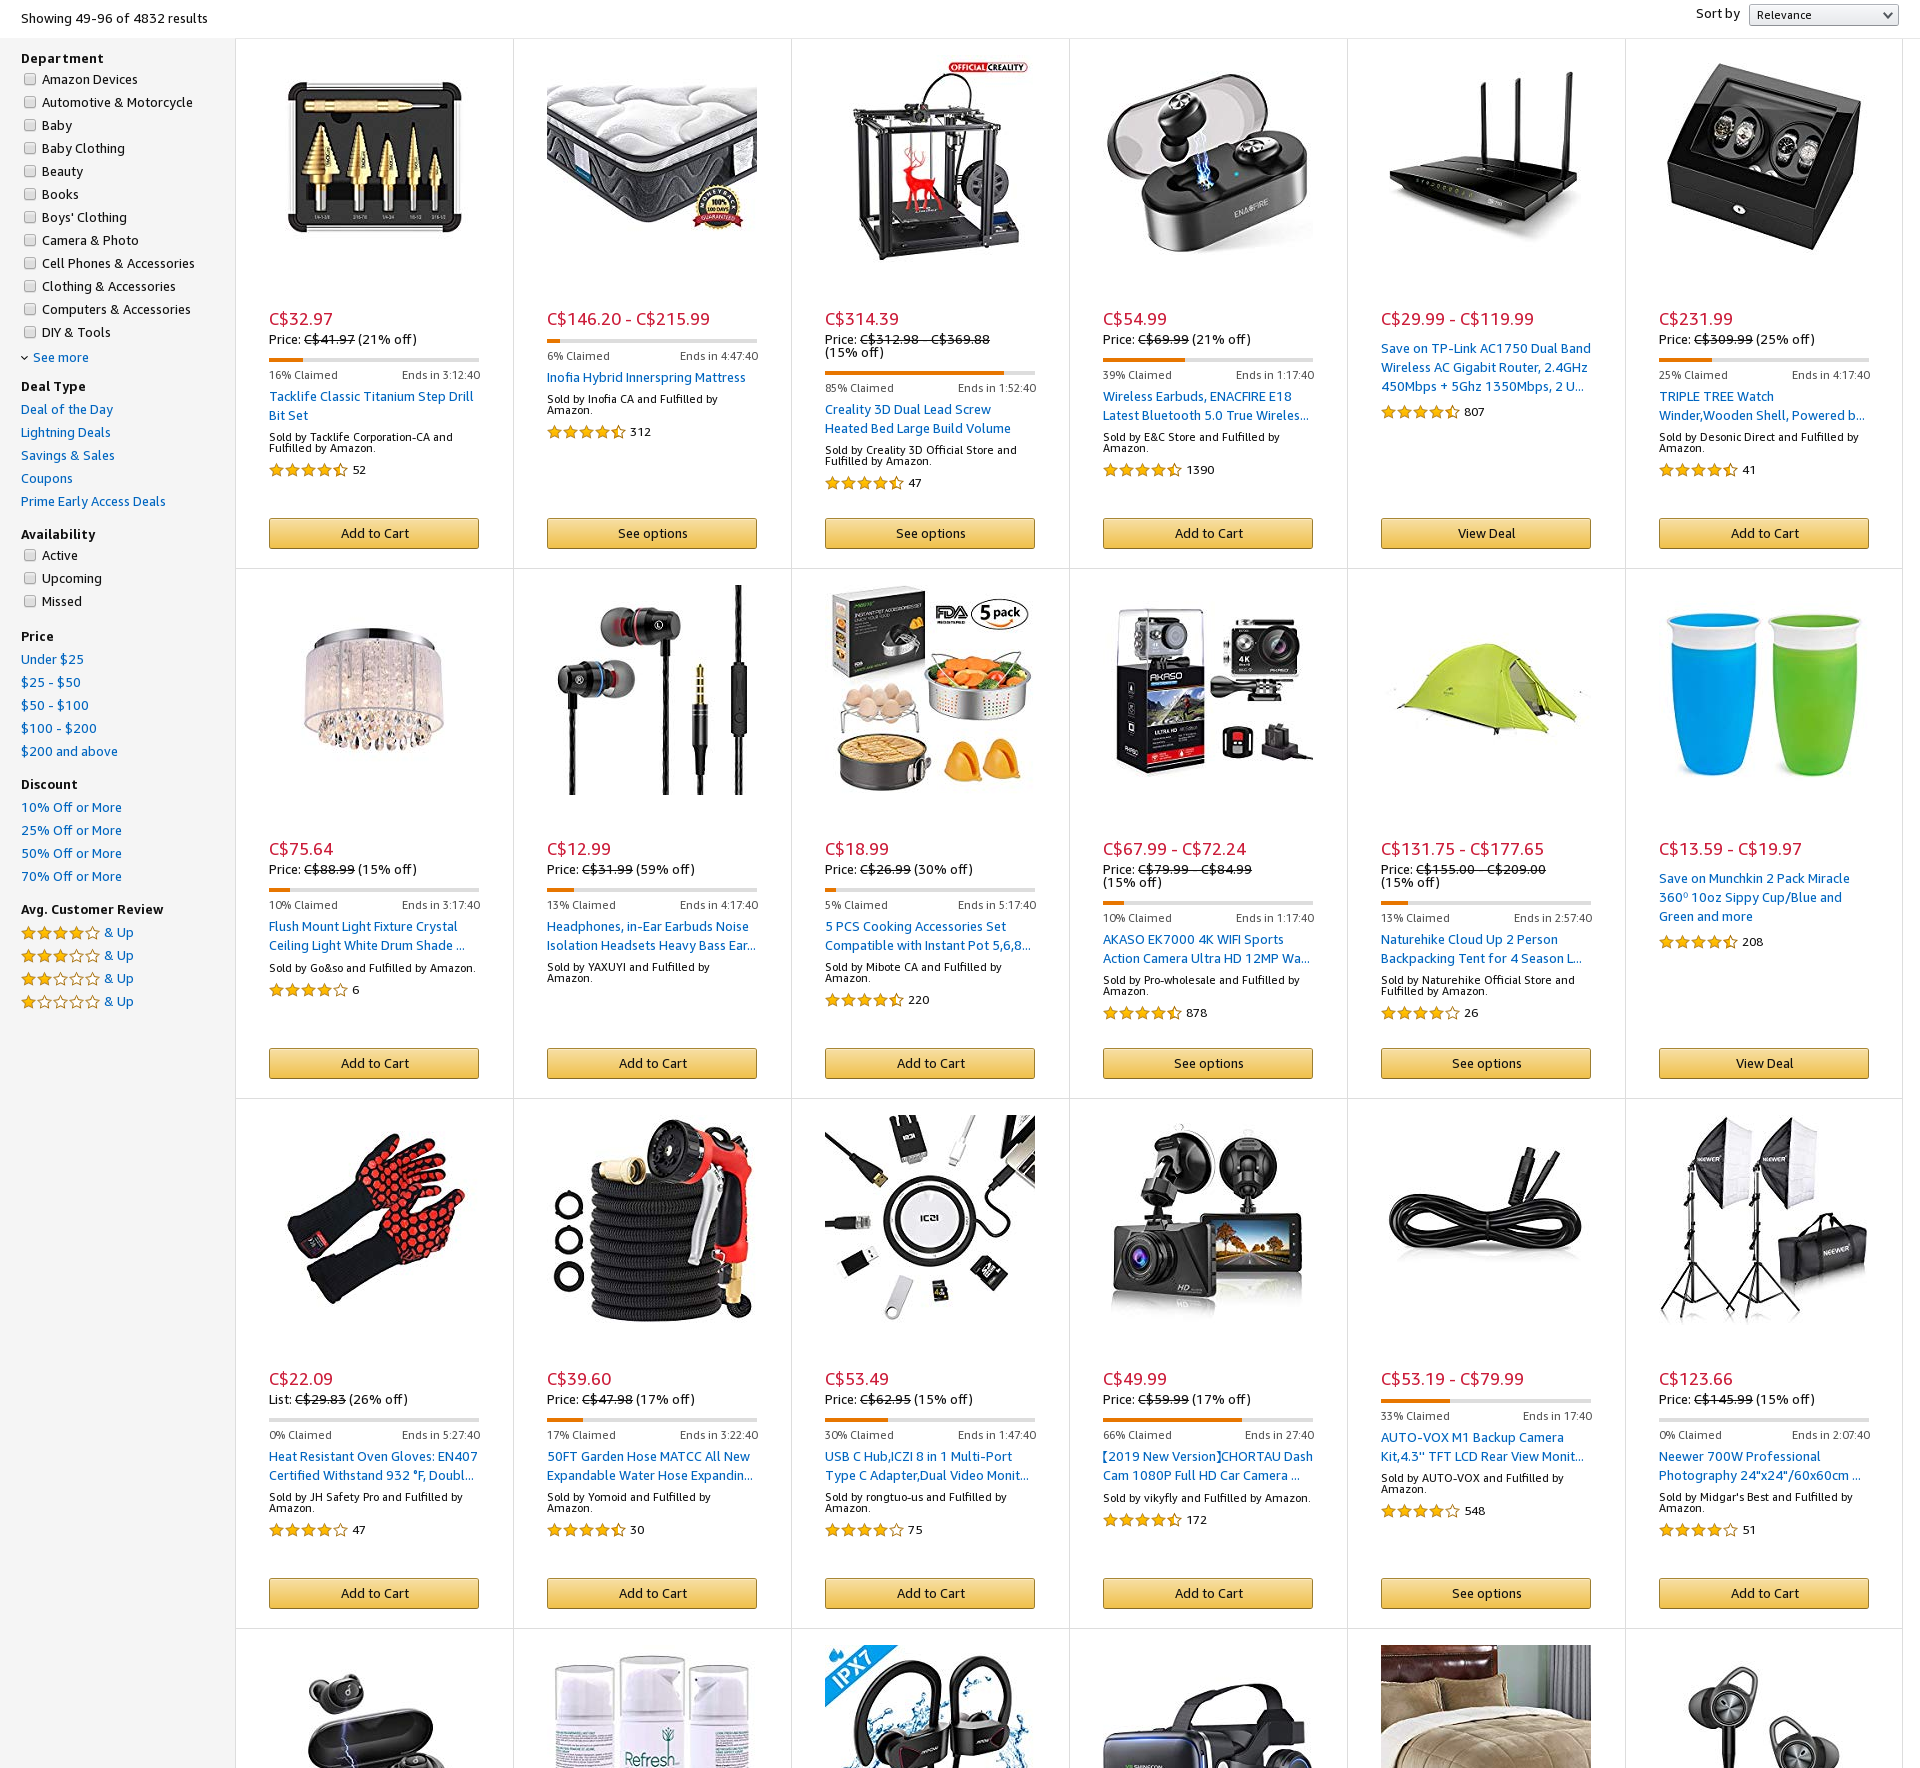 Showing 49-96 of 4832 results
Sort by
Relevance
Department
Amazon Devices
Automotive & Motorcycle
Baby
Baby Clothing
Beauty
Books
Boys' Clothing
Camera & Photo
Cell Phones & Accessories
Clothing & Accessories
Computers & Accessories
DIY & Tools
See more
Deal Type
Deal of the Day
Lightning Deals
Savings & Sales
Coupons
Prime Early Access Deals
Availability
Active
Upcoming
Missed
Price
Under $25
$25 - $50
$50 - $100
$100 - $200
$200 and above
Discount
10% Off or More
25% Off or More
50% Off or More
70% Off or More
Avg. Customer Review
& Up
& Up
& Up
& Up
C$32.97
Price: C$41.97 (21% off)
16% Claimed
Ends in 3:12:40
Tacklife Classic Titanium Step Drill
Bit Set
Sold by Tacklife Corporation-CA and
Fulfilled by Amazon.
52
Add to Cart
100%
100 DAYS
GUARANTEED
C$146.20 - C$215.99
6% Claimed
Ends in 4:47:40
Inofia Hybrid Innerspring Mattress
Sold by Inofia CA and Fulfilled by
Amazon.
312
See options
OFFICIAL CREALITY
C$314.39
Price: C$312.98 - C$369.88
(15% off)
85% Claimed
Ends in 1:52:40
Creality 3D Dual Lead Screw
Heated Bed Large Build Volume
Sold by Creality 3D Official Store and
Fulfilled by Amazon.
47
See options
ENACFIRE
C$54.99
Price: C$69.99 (21% off)
39% Claimed
Ends in 1:17:40
Wireless Earbuds, ENACFIRE E18
Latest Bluetooth 5.0 True Wireles...
Sold by E&C Store and Fulfilled by
Amazon.
1390
Add to Cart
C$29.99 - C$119.99
Save on TP-Link AC1750 Dual Band
Wireless AC Gigabit Router, 2.4GHz
450Mbps + 5Ghz 1350Mbps, 2 U...
807
View Deal
C$231.99
Price: C$309.99 (25% off)
25% Claimed
Ends in 4:17:40
TRIPLE TREE Watch
Winder,Wooden Shell, Powered b...
Sold by Desonic Direct and Fulfilled by
Amazon.
41
Add to Cart
C$75.64
Price: C$88.99 (15% off)
10% Claimed
Ends in 3:17:40
Flush Mount Light Fixture Crystal
Ceiling Light White Drum Shade ...
Sold by Go&so and Fulfilled by Amazon.
6
Add to Cart
C$12.99
Price: C$31.99 (59% off)
13% Claimed
Ends in 4:17:40
Headphones, in-Ear Earbuds Noise
Isolation Headsets Heavy Bass Ear...
Sold by YAXUYI and Fulfilled by
Amazon.
Add to Cart
FDA
5 pack
C$18.99
Price: C$26.99 (30% off)
5% Claimed
Ends in 5:17:40
5 PCS Cooking Accessories Set
Compatible with Instant Pot 5,6,8...
Sold by Mibote CA and Fulfilled by
Amazon.
220
Add to Cart
AKASO
ULTRA HD
4K
C$67.99 - C$72.24
Price: C$79.99 - C$84.99
(15% off)
10% Claimed
Ends in 1:17:40
AKASO EK7000 4K WIFI Sports
Action Camera Ultra HD 12MP Wa...
Sold by Pro-wholesale and Fulfilled by
Amazon.
878
See options
C$131.75 - C$177.65
Price: C$155.00 - C$209.00
(15% off)
13% Claimed
Ends in 2:57:40
Naturehike Cloud Up 2 Person
Backpacking Tent for 4 Season L...
Sold by Naturehike Official Store and
Fulfilled by Amazon.
26
See options
C$13.59 - C$19.97
Save on Munchkin 2 Pack Miracle
360º 10oz Sippy Cup/Blue and
Green and more
208
View Deal
C$22.09
List: C$29.83 (26% off)
0% Claimed
Ends in 5:27:40
Heat Resistant Oven Gloves: EN407
Certified Withstand 932 °F, Doubl...
Sold by JH Safety Pro and Fulfilled by
Amazon.
47
Add to Cart
C$39.60
Price: C$47.98 (17% off)
17% Claimed
Ends in 3:22:40
50FT Garden Hose MATCC All New
Expandable Water Hose Expandin...
Sold by Yomoid and Fulfilled by
Amazon.
30
Add to Cart
ICZI
C$53.49
Price: C$62.95 (15% off)
30% Claimed
Ends in 1:47:40
USB C Hub,ICZI 8 in 1 Multi-Port
Type C Adapter,Dual Video Monit...
Sold by rongtuo-us and Fulfilled by
Amazon.
75
Add to Cart
HD
C$49.99
Price: C$59.99 (17% off)
66% Claimed
Ends in 27:40
【2019 New Version】CHORTAU Dash
Cam 1080P Full HD Car Camera ...
Sold by vikyfly and Fulfilled by Amazon.
172
Add to Cart
C$53.19 - C$79.99
33% Claimed
Ends in 17:40
AUTO-VOX M1 Backup Camera
Kit,4.3'' TFT LCD Rear View Monit...
Sold by AUTO-VOX and Fulfilled by
Amazon.
548
See options
NEEWER
NEEWER
NEEWER
C$123.66
Price: C$145.99 (15% off)
0% Claimed
Ends in 2:07:40
Neewer 700W Professional
Photography 24"x24"/60x60cm ...
Sold by Midgar's Best and Fulfilled by
Amazon.
51
Add to Cart
Refresh
IPX7